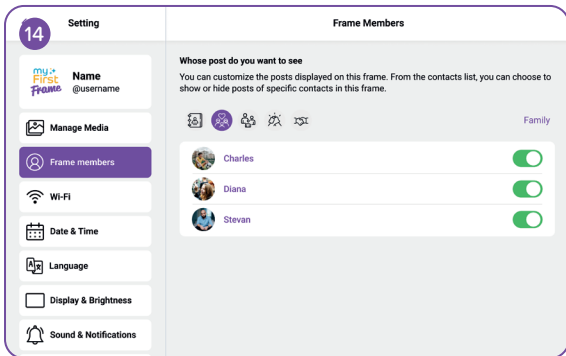 14
Setting
my
First
Frame
Name
@username
Manage Media
Frame members
Wi-Fi
Date & Time
Language
Display & Brightness
Sound & Notifications
Frame Members
Whose post do you want to see
You can customize the posts displayed on this frame. From the contacts list, you can choose to
show or hide posts of specific contacts in this frame.
Family
Charles
Diana
Stevan